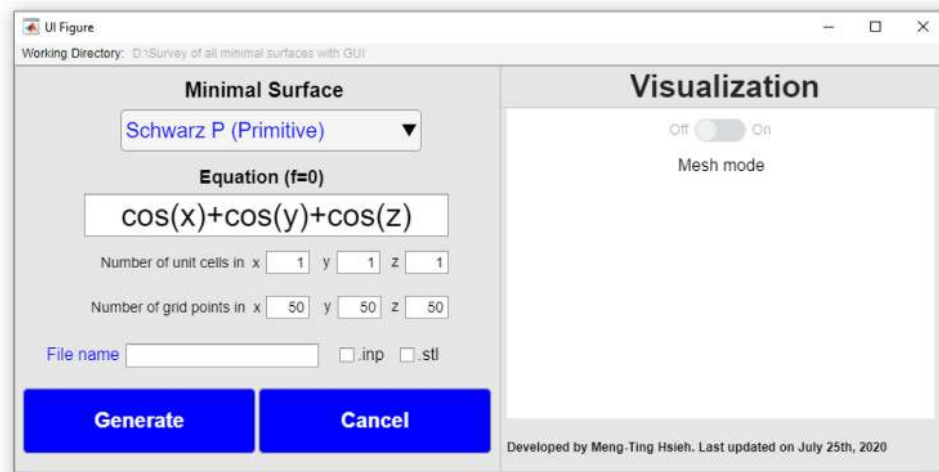 UI Figure
Working Directory: D:\Survey of all minimal surfaces with GUI
Minimal Surface
Schwarz P (Primitive)
Equation (f=0)
cos(x)+cos(y)+cos(z)
Number of unit cells in x 1 y 1 z 1
Number of grid points in x 50 y 50 z 50
File name .inp .stl
Generate Cancel
Visualization
Off On
Mesh mode
Developed by Meng-Ting Hsieh. Last updated on July 25th, 2020